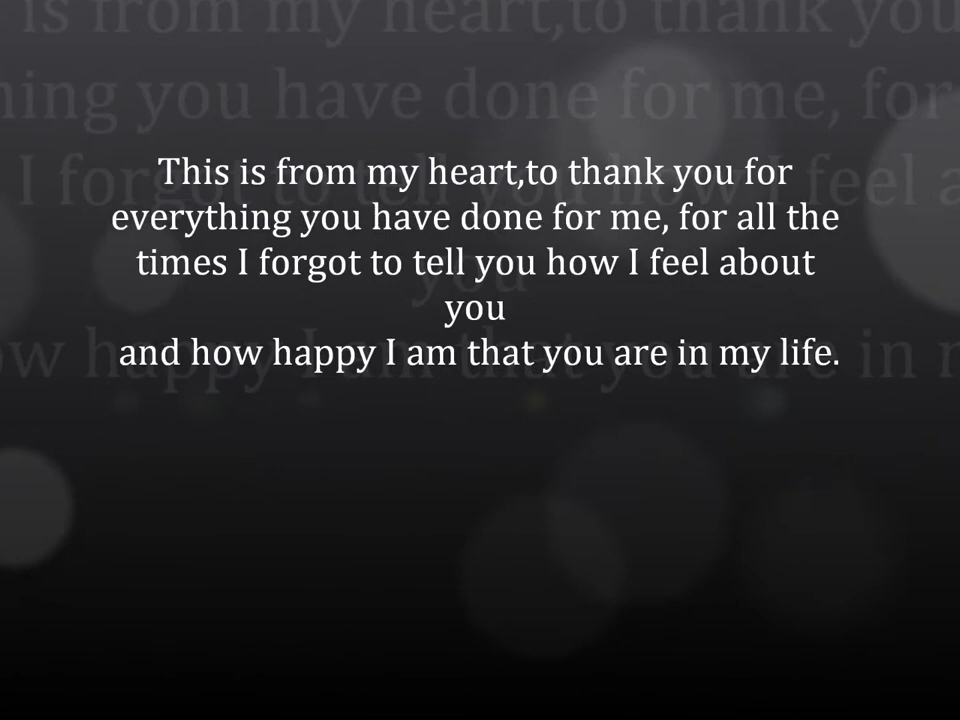 This is from my heart,to thank you for
everything you have done for me, for all the
times I forgot to tell you how I feel about
you
and how happy I am that you are in my life.